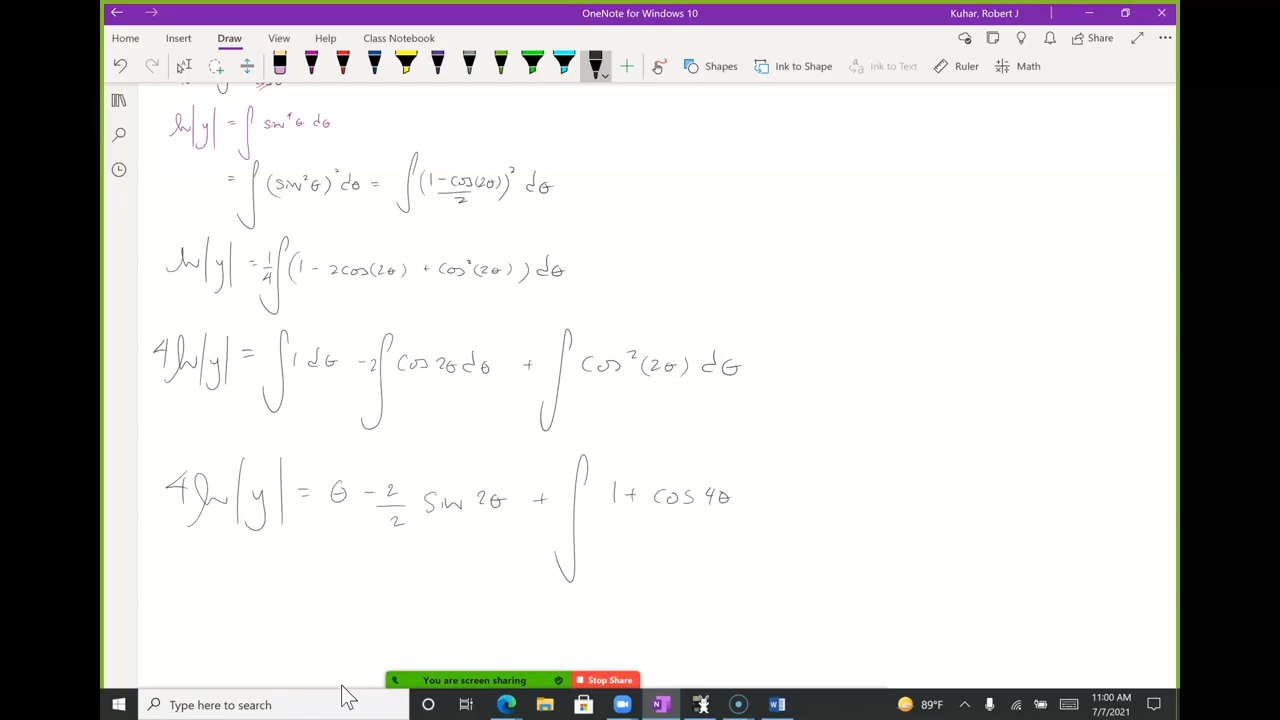 OneNote for Windows 10
Kuhar, Robert J
Home Insert Draw View Help Class Notebook
Share
Shapes Ink to Shape Ink to Text Ruler Math
ln|y| = ∫ sin⁴θ dθ
= ∫ (sin²θ)² dθ = ∫ ((1-cos(2θ))/2)² dθ
ln|y| = 1/4 ∫ (1 - 2cos(2θ) + cos²(2θ)) dθ
4ln|y| = ∫ 1 dθ -2 ∫ cos 2θ dθ + ∫ cos²(2θ) dθ
4ln|y| = θ - 2/2 sin 2θ + ∫ 1 + cos 4θ
You are screen sharing Stop Share
Type here to search
89°F
11:00 AM
7/7/2021